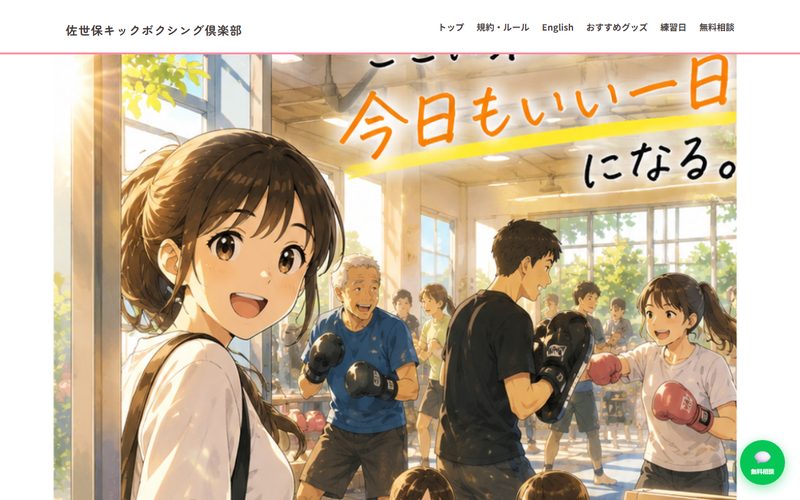 佐世保キックボクシング倶楽部
トップ 規約・ルール English おすすめグッズ 練習日 無料相談
今日もいい一日
になる。
無料相談